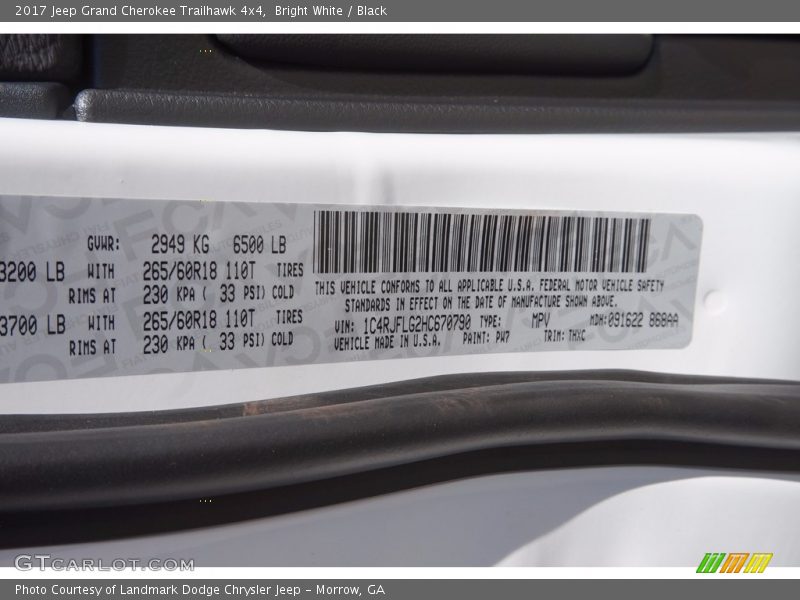 2017 Jeep Grand Cherokee Trailhawk 4x4, Bright White / Black
GVWR: 2949 KG 6500 LB
3200 LB WITH 265/60R18 110T TIRES
RIMS AT 230 KPA ( 33 PSI) COLD
3700 LB WITH 265/60R18 110T TIRES
RIMS AT 230 KPA ( 33 PSI) COLD
THIS VEHICLE CONFORMS TO ALL APPLICABLE U.S.A. FEDERAL MOTOR VEHICLE SAFETY
STANDARDS IN EFFECT ON THE DATE OF MANUFACTURE SHOWN ABOVE.
VIN: 1C4RJFLG2HC670790 TYPE: MPV MDH:091622 868AA
VEHICLE MADE IN U.S.A. PAINT: PW7 TRIM:
GTCARLOT.COM
Photo Courtesy of Landmark Dodge Chrysler Jeep – Morrow, GA